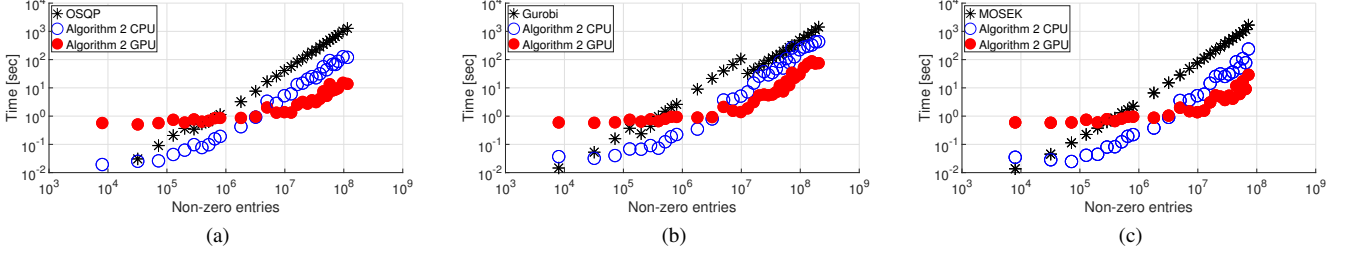 OSQP
Algorithm 2 CPU
Algorithm 2 GPU
Time [sec]
10^4
10^3
10^2
10^1
10^0
10^-1
10^-2
10^3 10^4 10^5 10^6 10^7 10^8 10^9
Non-zero entries
(a)
Gurobi
Algorithm 2 CPU
Algorithm 2 GPU
Time [sec]
10^4
10^3
10^2
10^1
10^0
10^-1
10^-2
10^3 10^4 10^5 10^6 10^7 10^8 10^9
Non-zero entries
(b)
MOSEK
Algorithm 2 CPU
Algorithm 2 GPU
Time [sec]
10^4
10^3
10^2
10^1
10^0
10^-1
10^-2
10^3 10^4 10^5 10^6 10^7 10^8 10^9
Non-zero entries
(c)